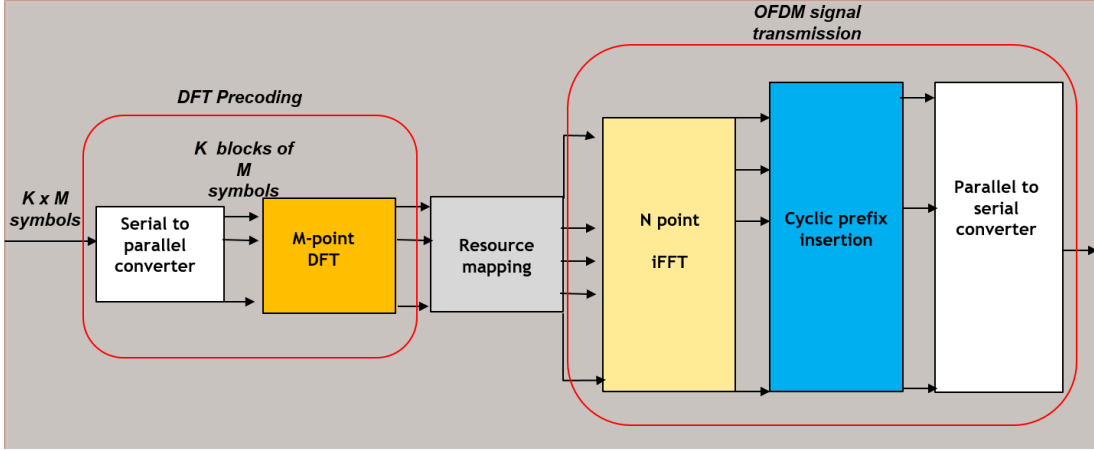 OFDM signal
transmission
DFT Precoding
K blocks of
M
symbols
K x M
symbols
Serial to
parallel
converter
M-point
DFT
Resource
mapping
N point
iFFT
Cyclic prefix
insertion
Parallel to
serial
converter